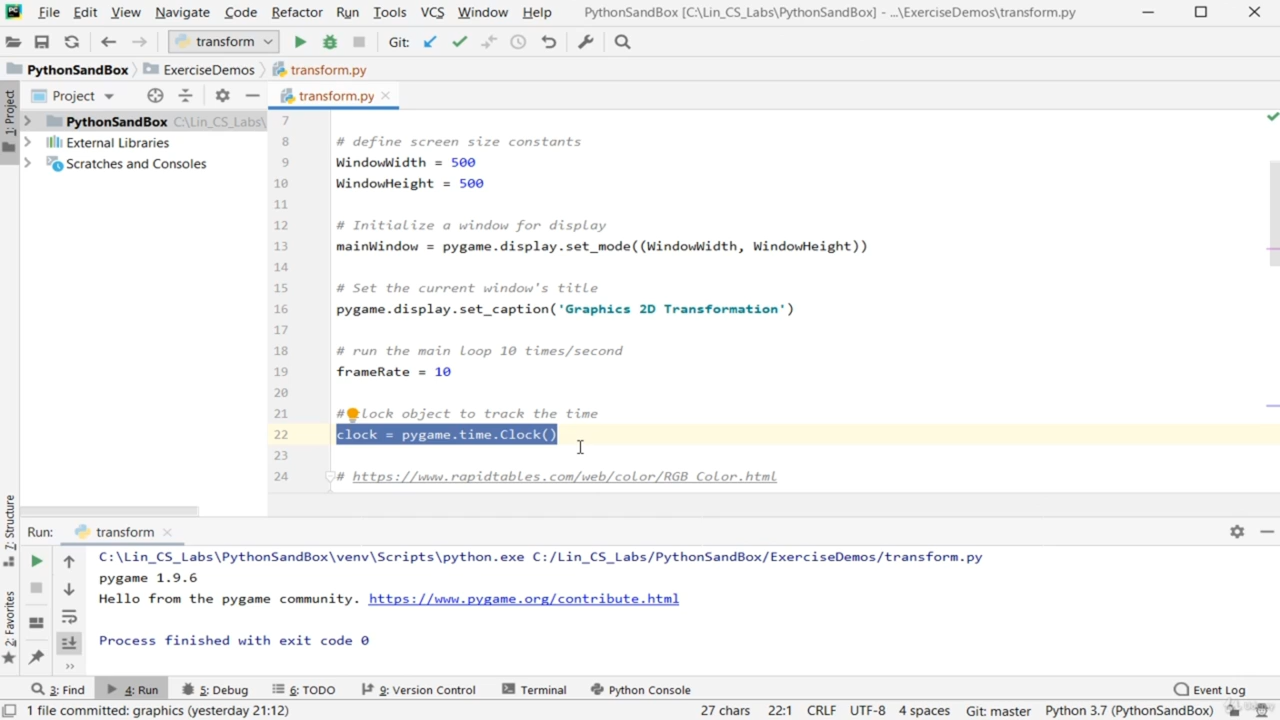 File Edit View Navigate Code Refactor Run Tools VCS Window Help PythonSandBox [C:\Lin_CS_Labs\PythonSandBox] - ...\ExerciseDemos\transform.py
transform Git:
PythonSandBox ExerciseDemos transform.py
1: Project
Project
transform.py
PythonSandBox C:\Lin_CS_Labs\
External Libraries
Scratches and Consoles
7
8 # define screen size constants
9 WindowWidth = 500
10 WindowHeight = 500
11
12 # Initialize a window for display
13 mainWindow = pygame.display.set_mode((WindowWidth, WindowHeight))
14
15 # Set the current window's title
16 pygame.display.set_caption('Graphics 2D Transformation')
17
18 # run the main loop 10 times/second
19 frameRate = 10
20
21 # lock object to track the time
22 clock = pygame.time.Clock()
23
24 # https://www.rapidtables.com/web/color/RGB_Color.html
Z: Structure
2: Favorites
Run: transform
C:\Lin_CS_Labs\PythonSandBox\venv\Scripts\python.exe C:/Lin_CS_Labs/PythonSandBox/ExerciseDemos/transform.py
pygame 1.9.6
Hello from the pygame community. https://www.pygame.org/contribute.html
Process finished with exit code 0
3: Find 4: Run 5: Debug 6: TODO 9: Version Control Terminal Python Console Event Log
1 file committed: graphics (yesterday 21:12) 27 chars 22:1 CRLF UTF-8 4 spaces Git: master Python 3.7 (PythonSandBox)